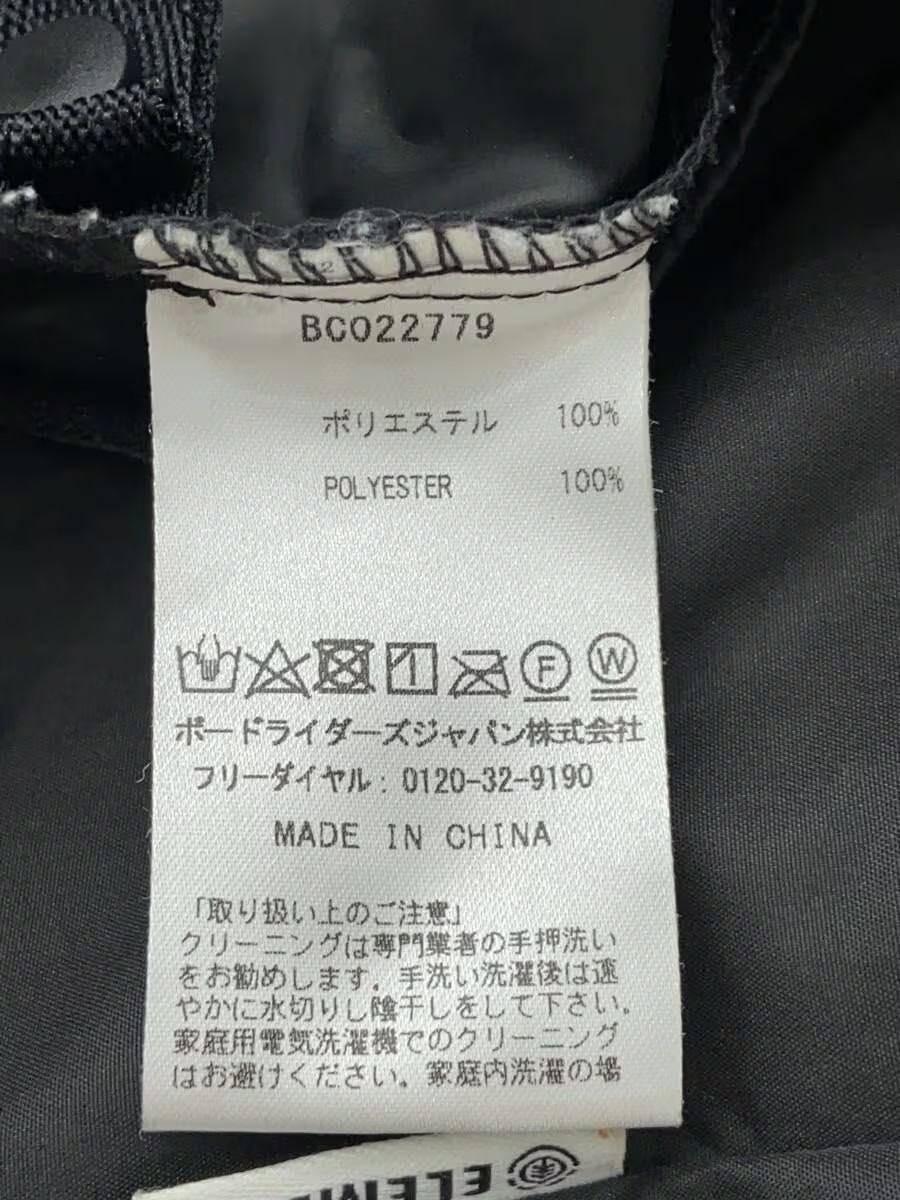 BC022779
ポリエステル 100%
POLYESTER 100%
F W
ボードライダーズジャパン株式会社
フリーダイヤル：0120-32-9190
MADE IN CHINA
「取り扱い上のご注意」
クリーニングは専門業者の手押洗い
をお勧めします。手洗い洗濯後は速
やかに水切りし陰干しをして下さい。
家庭用電気洗濯機でのクリーニング
はお避けください。家庭内洗濯の場